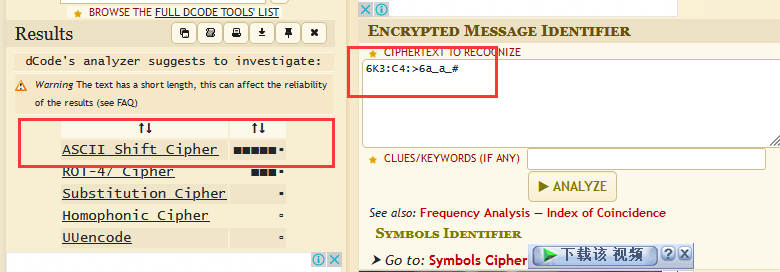 BROWSE THE FULL DCODE TOOLS' LIST
Results
dCode's analyzer suggests to investigate:
Warning The text has a short length, this can affect the reliability
of the results (see FAQ)
↑↓ ↑↓
ASCII Shift Cipher ■■■■■▪
ROT-47 Cipher ■■■▪
Substitution Cipher ▪
Homophonic Cipher ▫
UUencode ▫
ENCRYPTED MESSAGE IDENTIFIER
★ CIPHERTEXT TO RECOGNIZE
6K3:C4:>6a_a_#
★ CLUES/KEYWORDS (IF ANY)
▶ ANALYZE
See also: Frequency Analysis — Index of Coincidence
SYMBOLS IDENTIFIER
➤ Go to: Symbols Cipher
下载该 视频 ? X